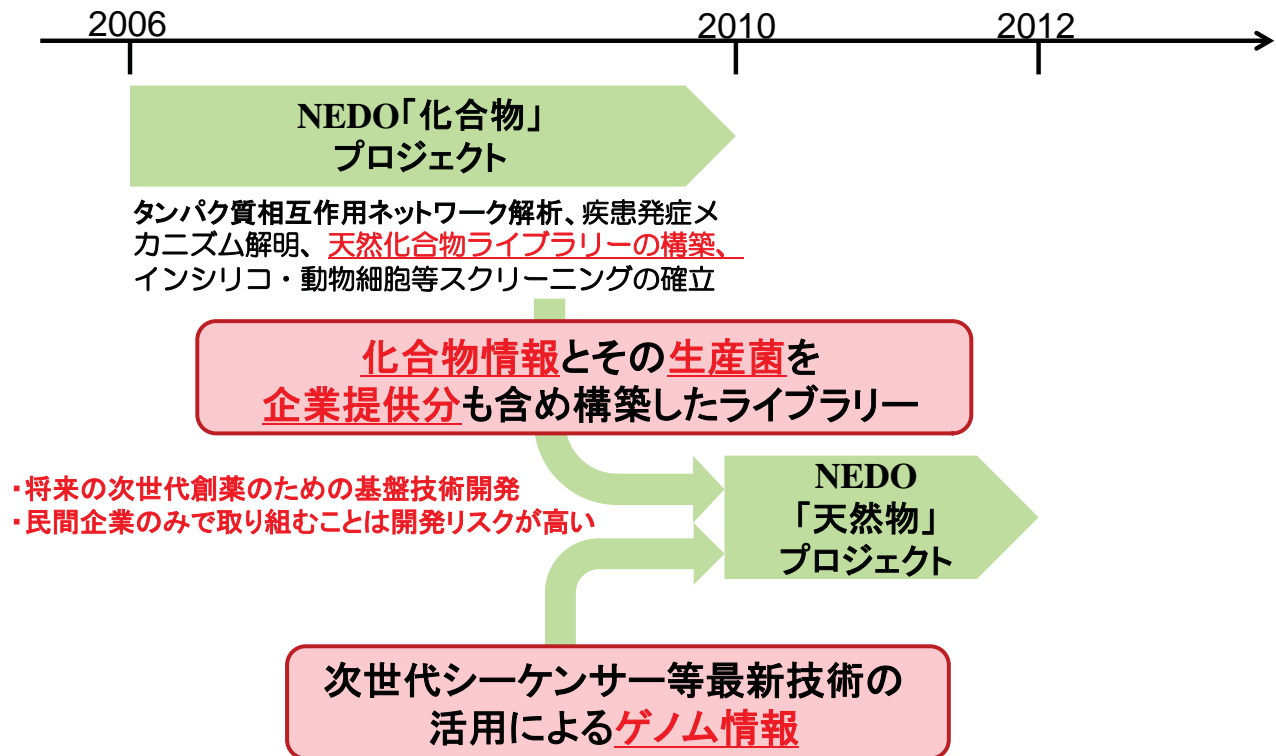 2006
2010
2012
NEDO「化合物」
プロジェクト
タンパク質相互作用ネットワーク解析、疾患発症メ
カニズム解明、天然化合物ライブラリーの構築、
インシリコ・動物細胞等スクリーニングの確立
化合物情報とその生産菌を
企業提供分も含め構築したライブラリー
・将来の次世代創薬のための基盤技術開発
・民間企業のみで取り組むことは開発リスクが高い
NEDO
「天然物」
プロジェクト
次世代シーケンサー等最新技術の
活用によるゲノム情報